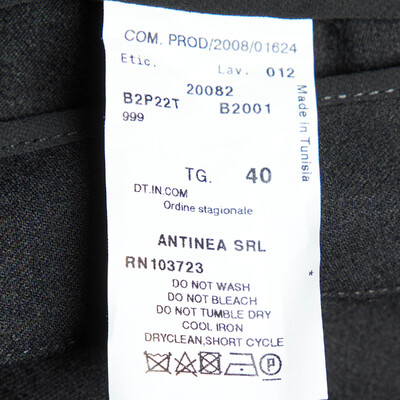 COM. PROD/2008/01624
Etic. Lav. 012
20082
B2P22T B2001
999
Made in Tunisia
TG. 40
DT.IN.COM
Ordine stagionale
ANTINEA SRL
RN103723
*
DO NOT WASH
DO NOT BLEACH
DO NOT TUMBLE DRY
COOL IRON
DRYCLEAN,SHORT CYCLE
P